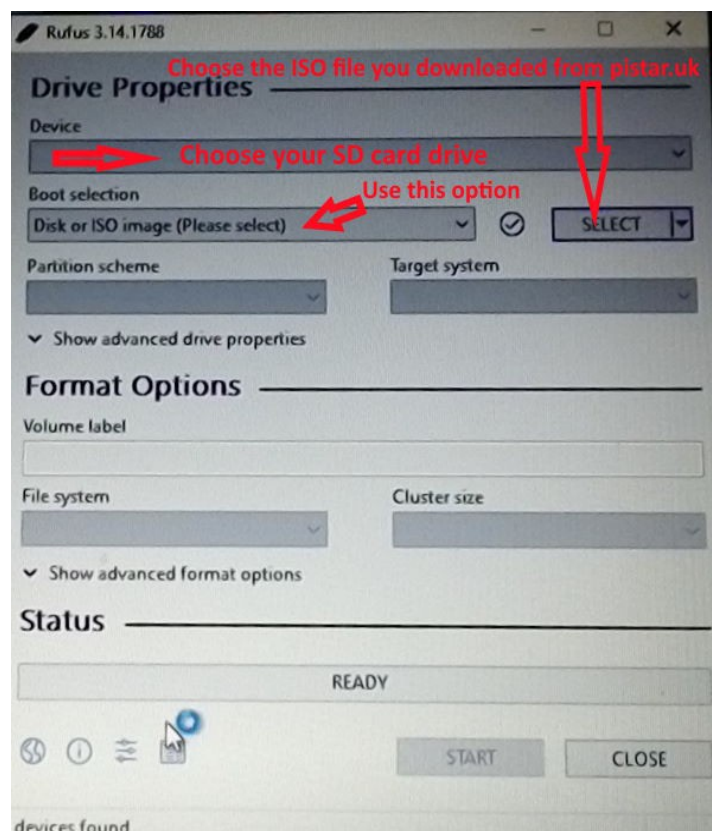 Rufus 3.14.1788
Choose the ISO file you downloaded from pistar.uk
Drive Properties
Device
Choose your SD card drive
Boot selection
Use this option
Disk or ISO image (Please select)
SELECT
Partition scheme
Target system
Show advanced drive properties
Format Options
Volume label
File system
Cluster size
Show advanced format options
Status
READY
START
CLOSE
devices found